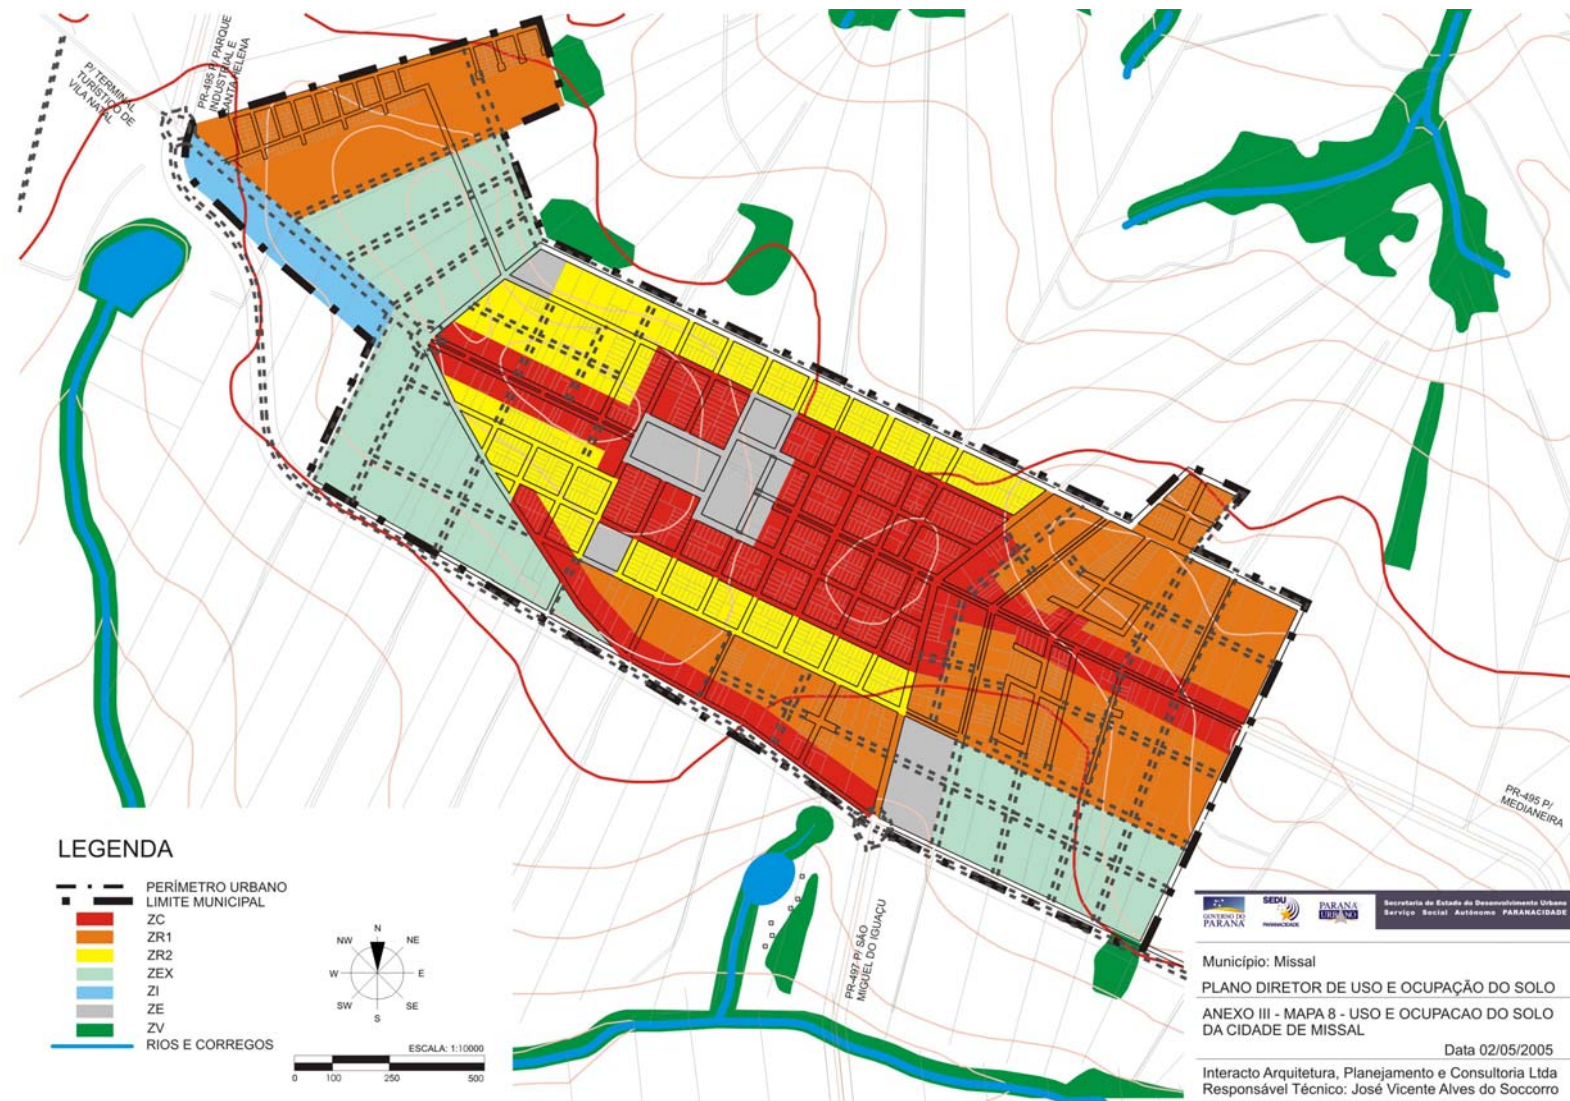 P/ TERMINAL
TURÍSTICO DE
VILA NATAL
PR-495 P/ PARQUE
INDUSTRIAL E
SANTA HELENA
PR-495 P/
MEDIANEIRA
PR-497 P/ SÃO
MIGUEL DO IGUAÇU
LEGENDA
PERÍMETRO URBANO
LIMITE MUNICIPAL
ZC
ZR1
ZR2
ZEX
ZI
ZE
ZV
RIOS E CORREGOS
N
NW NE
W E
SW SE
S
ESCALA: 1:10000
0 100 250 500
GOVERNO DO
PARANÁ
SEDU
PARANACIDADE
PARANÁ
URBANO
Secretaria de Estado do Desenvolvimento Urbano
Serviço Social Autônomo PARANACIDADE
Município: Missal
PLANO DIRETOR DE USO E OCUPAÇÃO DO SOLO
ANEXO III - MAPA 8 - USO E OCUPACAO DO SOLO
DA CIDADE DE MISSAL
Data 02/05/2005
Interacto Arquitetura, Planejamento e Consultoria Ltda
Responsável Técnico: José Vicente Alves do Soccorro